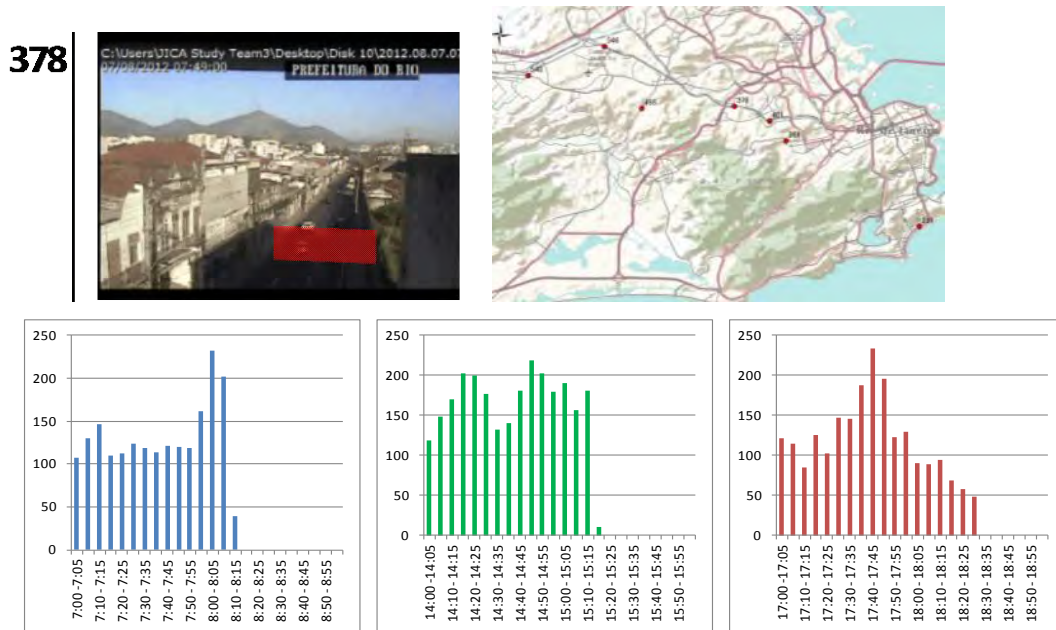 378
C:\Users\JICA Study Team3\Desktop\Disk 10\2012.08.07.07
07/08/2012 07:49:00
PREFEITURA DO RIO
250
200
150
100
50
0
7:00 -7:05
7:10 - 7:15
7:20 - 7:25
7:30 - 7:35
7:40 - 7:45
7:50 - 7:55
8:00 - 8:05
8:10 - 8:15
8:20 - 8:25
8:30 - 8:35
8:40 - 8:45
8:50 - 8:55
250
200
150
100
50
0
14:00 -14:05
14:10 - 14:15
14:20 - 14:25
14:30 - 14:35
14:40 - 14:45
14:50 - 14:55
15:00 - 15:05
15:10 - 15:15
15:20 - 15:25
15:30 - 15:35
15:40 - 15:45
15:50 - 15:55
250
200
150
100
50
0
17:00 -17:05
17:10 - 17:15
17:20 - 17:25
17:30 - 17:35
17:40 - 17:45
17:50 - 17:55
18:00 - 18:05
18:10 - 18:15
18:20 - 18:25
18:30 - 18:35
18:40 - 18:45
18:50 - 18:55